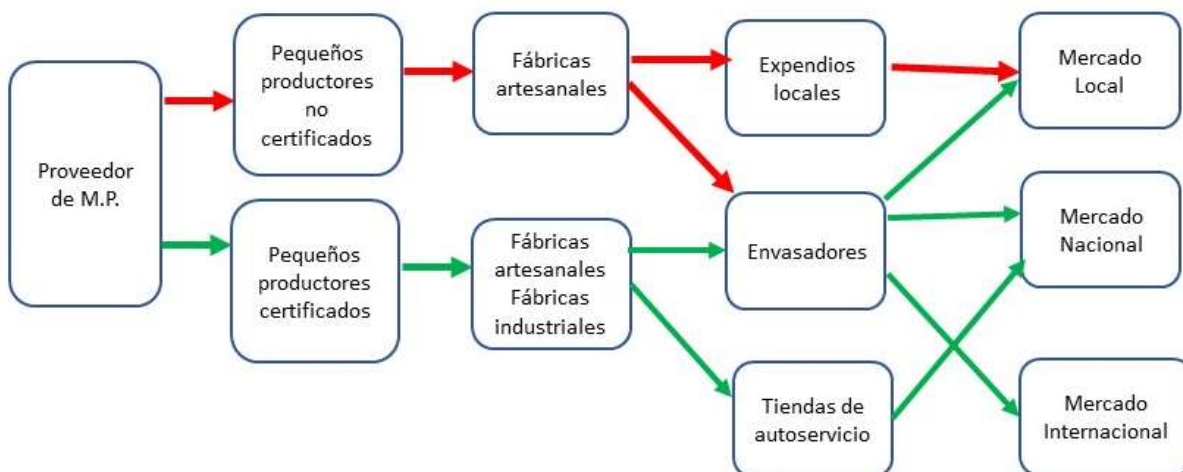 Proveedor
de M.P.
Pequeños
productores
no
certificados
Fábricas
artesanales
Expendios
locales
Mercado
Local
Pequeños
productores
certificados
Fábricas
artesanales
Fábricas
industriales
Envasadores
Mercado
Nacional
Tiendas de
autoservicio
Mercado
Internacional